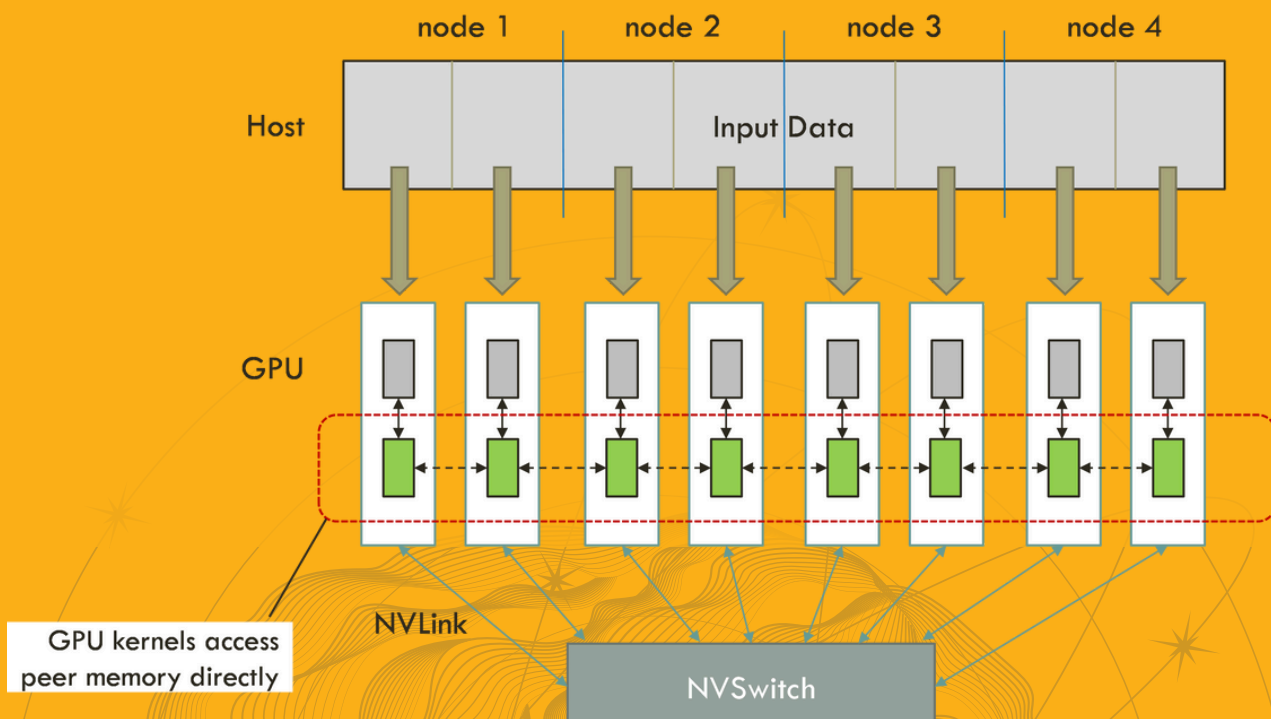 node 1
node 2
node 3
node 4
Host
Input Data
GPU
NVLink
GPU kernels access
peer memory directly
NVSwitch